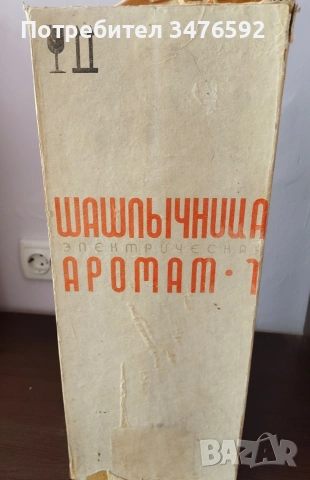 Потребител 3476592
ШАШЛЫЧНИЦА
ЭЛЕКТРИЧЕСКАЯ
АРОМАТ·1
BAZAR